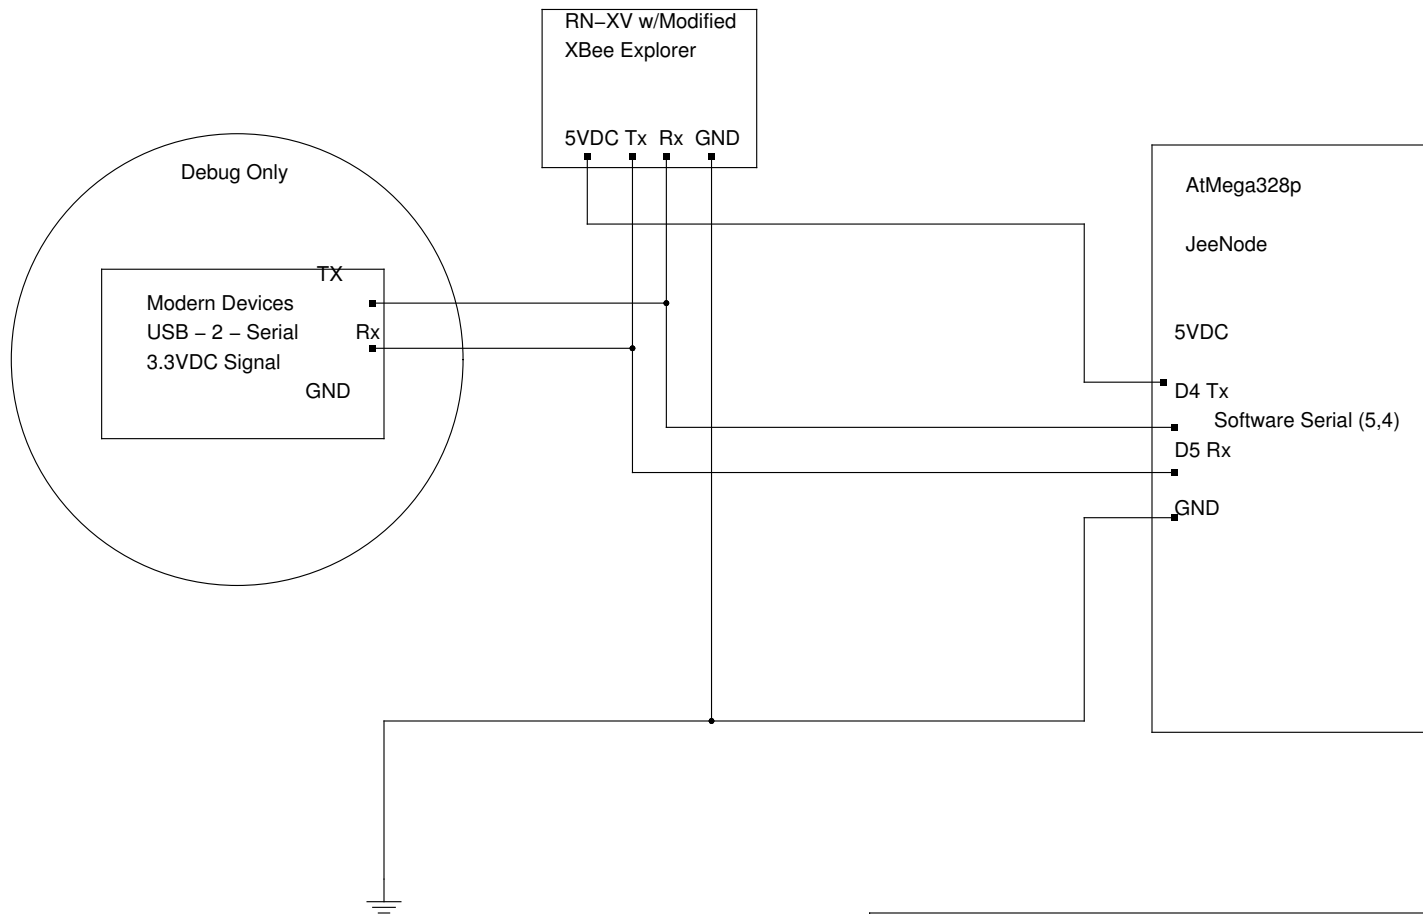 RN–XV w/Modified
XBee Explorer
5VDC Tx Rx GND
Debug Only
TX
Modern Devices
USB – 2 – Serial
Rx
3.3VDC Signal
GND
AtMega328p
JeeNode
5VDC
D4 Tx
Software Serial (5,4)
D5 Rx
GND